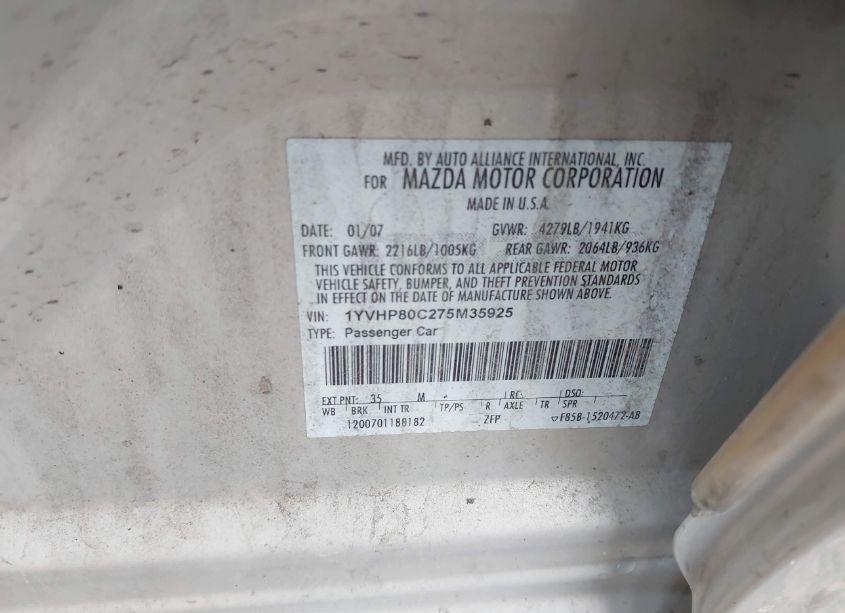 MFD. BY AUTO ALLIANCE INTERNATIONAL, INC.
FOR MAZDA MOTOR CORPORATION
MADE IN U.S.A.
DATE: 01/07 GVWR: 4279LB/1941KG
FRONT GAWR: 2216LB/1005KG REAR GAWR: 2064LB/936KG
THIS VEHICLE CONFORMS TO ALL APPLICABLE FEDERAL MOTOR
VEHICLE SAFETY, BUMPER, AND THEFT PREVENTION STANDARDS
IN EFFECT ON THE DATE OF MANUFACTURE SHOWN ABOVE.
VIN: 1YVHP80C275M35925
TYPE: Passenger Car
EXT PNT: 35 M RC: DSO:
WB BRK INT TR TP/PS R AXLE TR SPR
1200701188182 ZFP F85B-1520472-AB